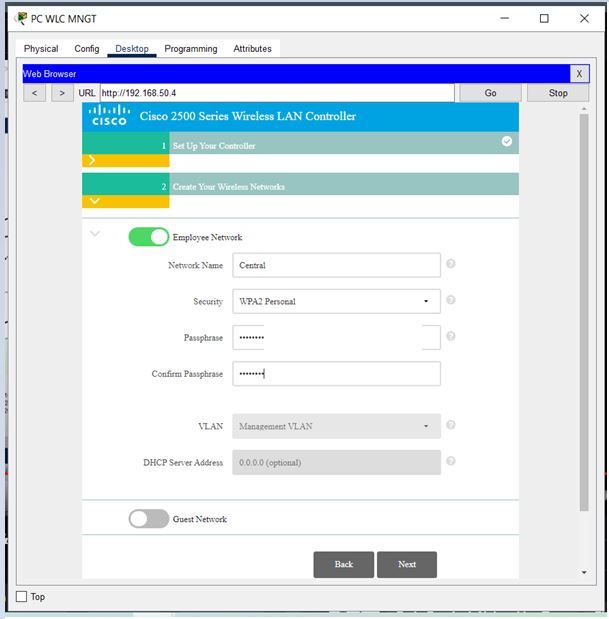 PC WLC MNGT
Physical Config Desktop Programming Attributes
Web Browser X
< > URL http://192.168.50.4 Go Stop
CISCO Cisco 2500 Series Wireless LAN Controller
1 Set Up Your Controller
2 Create Your Wireless Networks
Employee Network
Network Name Central ?
Security WPA2 Personal ?
Passphrase •••••••• ?
Confirm Passphrase ••••••••
VLAN Management VLAN ?
DHCP Server Address 0.0.0.0 (optional) ?
Guest Network
Back Next
Top